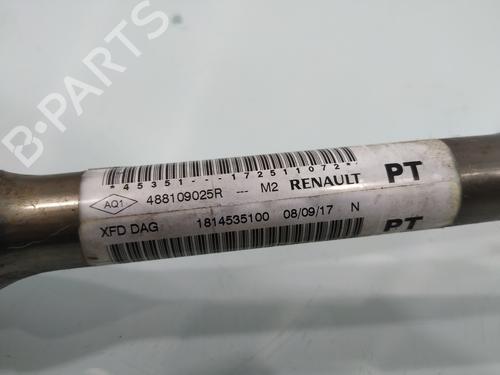 *45351---172511072*
AQ1 488109025R --- M2 RENAULT PT
XFD DAG 1814535100 08/09/17 N PT
B-PARTS